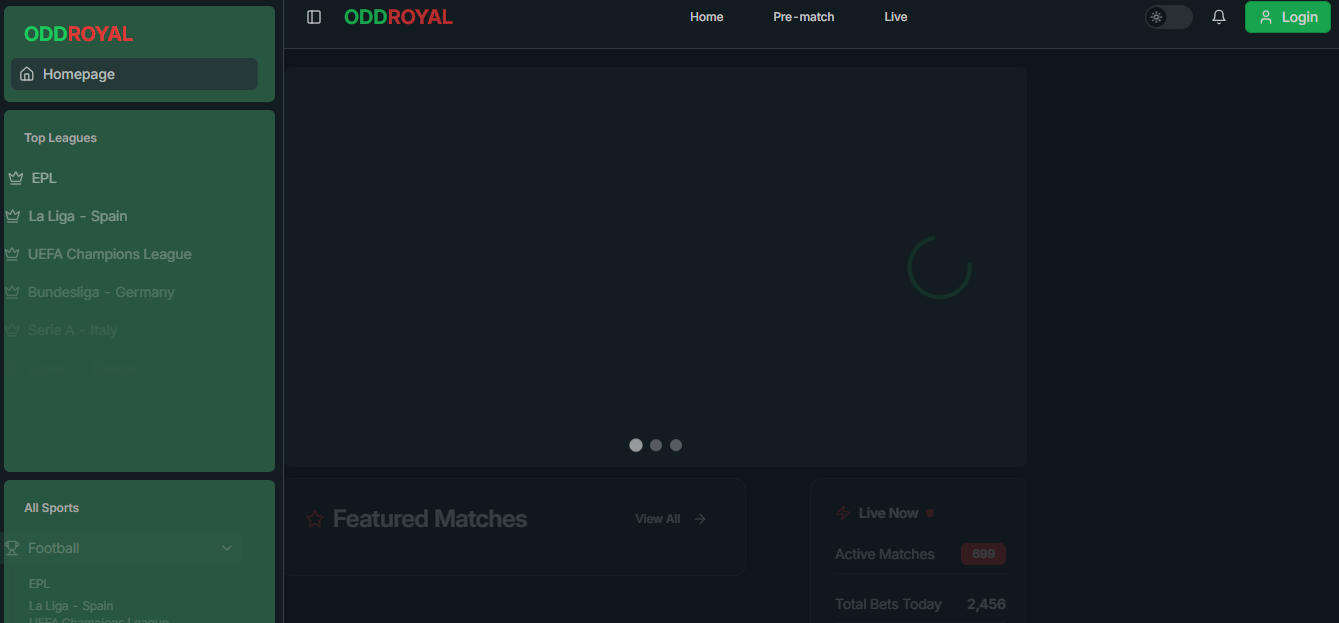 ODDROYAL
Homepage
Top Leagues
EPL
La Liga - Spain
UEFA Champions League
Bundesliga - Germany
Serie A - Italy
All Sports
Football
EPL
La Liga - Spain
UEFA Champions League
ODDROYAL
Home
Pre-match
Live
Login
Featured Matches
View All
Live Now
Active Matches 699
Total Bets Today 2,456